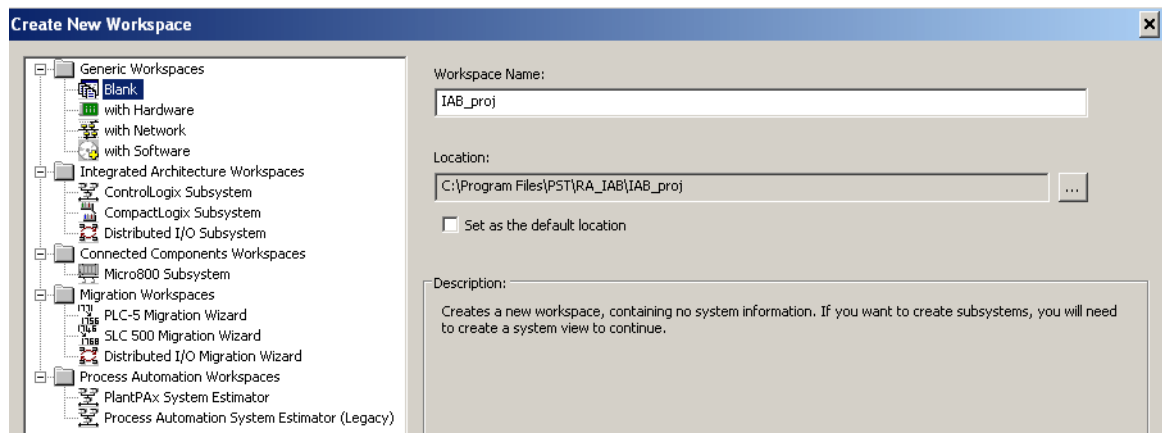 Create New Workspace
Generic Workspaces
Blank
with Hardware
with Network
with Software
Integrated Architecture Workspaces
ControlLogix Subsystem
CompactLogix Subsystem
Distributed I/O Subsystem
Connected Components Workspaces
Micro800 Subsystem
Migration Workspaces
PLC-5 Migration Wizard
SLC 500 Migration Wizard
Distributed I/O Migration Wizard
Process Automation Workspaces
PlantPAx System Estimator
Process Automation System Estimator (Legacy)
Workspace Name:
IAB_proj
Location:
C:\Program Files\PST\RA_IAB\IAB_proj
...
Set as the default location
Description:
Creates a new workspace, containing no system information. If you want to create subsystems, you will need
to create a system view to continue.